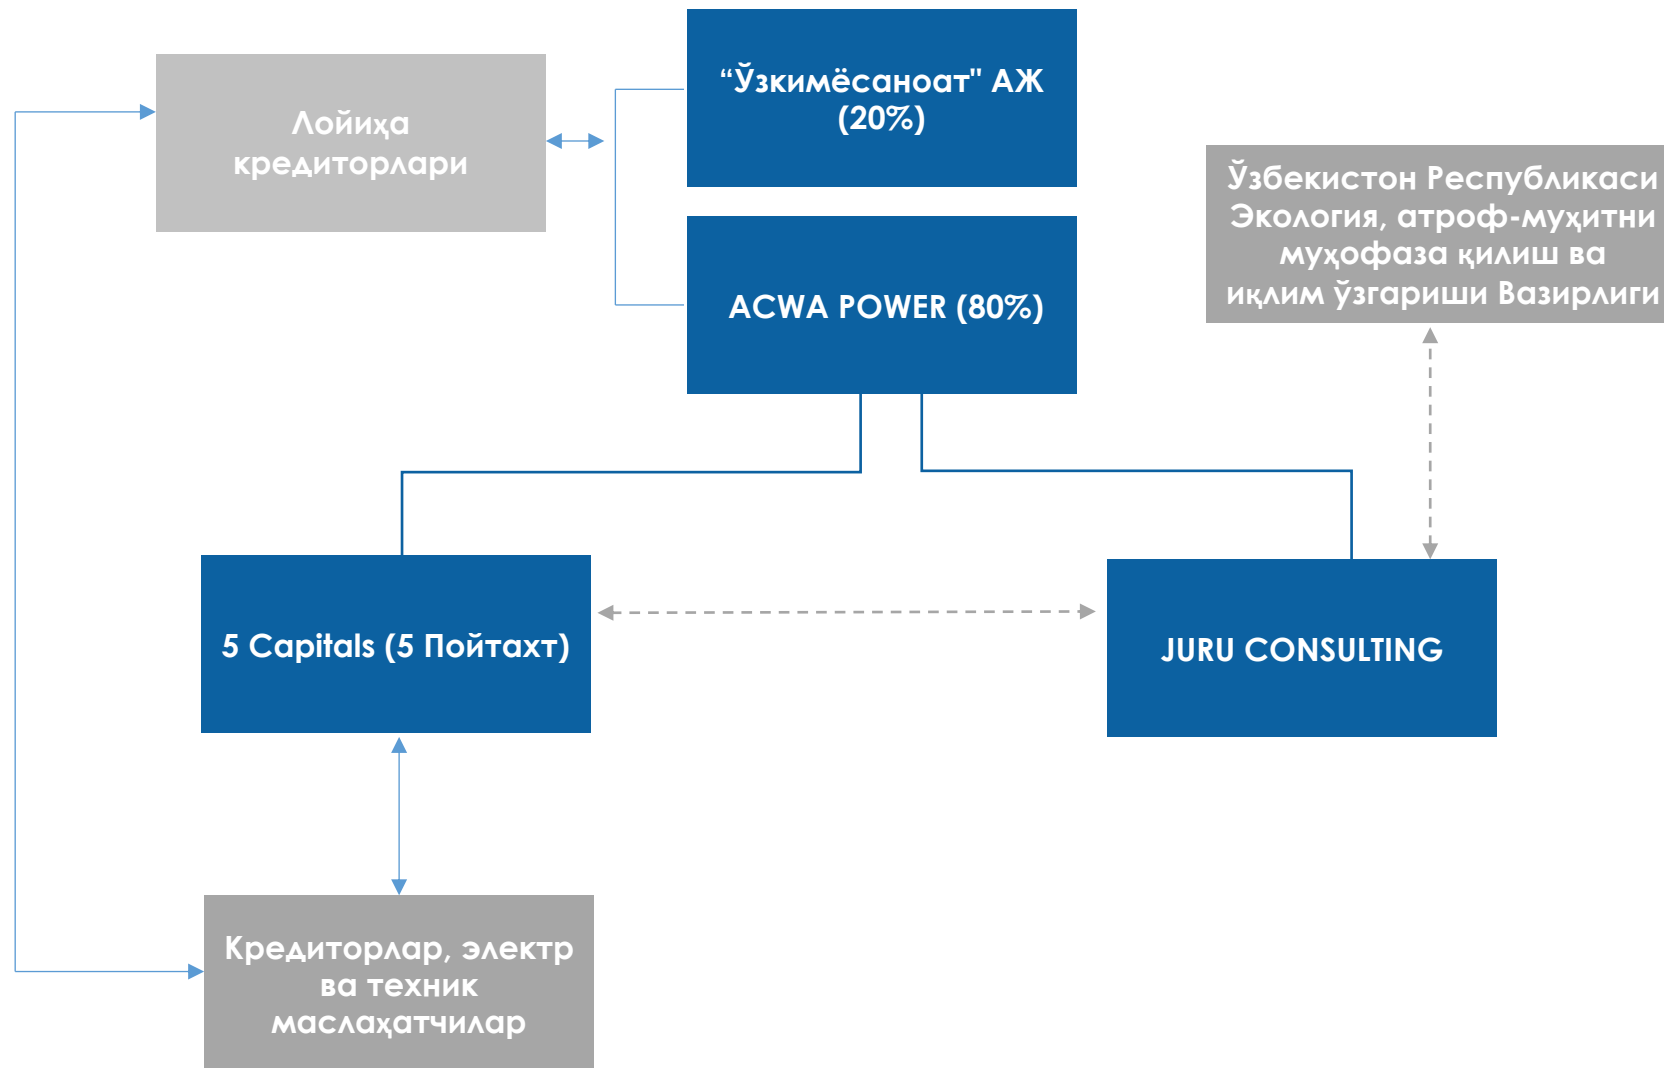 “Ўзкимёсаноат" АЖ
(20%)
Лойиҳа
кредиторлари
Ўзбекистон Республикаси
Экология, атроф-муҳитни
муҳофаза қилиш ва
иқлим ўзгариши Вазирлиги
ACWA POWER (80%)
5 Capitals (5 Пойтахт)
JURU CONSULTING
Кредиторлар, электр
ва техник
маслаҳатчилар